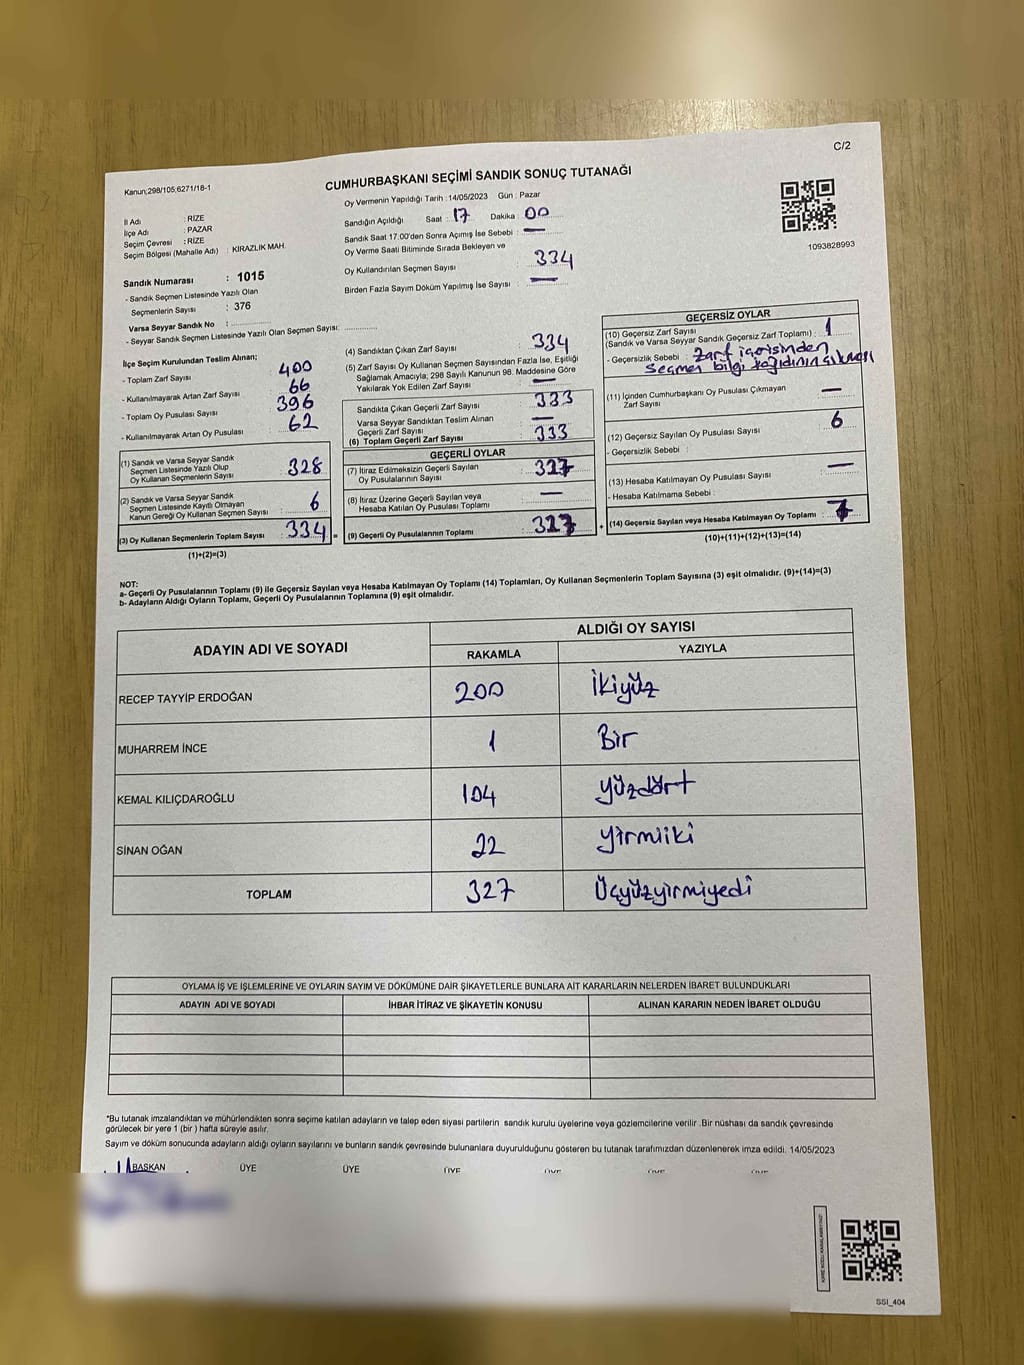 C/2
Kanun;298/105;6271/18-1
CUMHURBAŞKANI SEÇİMİ SANDIK SONUÇ TUTANAĞI
Oy Vermenin Yapıldığı Tarih : 14/05/2023 Gün : Pazar
İl Adı : RİZE
İlçe Adı : PAZAR
Seçim Çevresi : RİZE
Seçim Bölgesi (Mahalle Adı) : KİRAZLIK MAH.
Sandık Numarası : 1015
- Sandık Seçmen Listesinde Yazılı Olan
Seçmenlerin Sayısı : 376
Varsa Seyyar Sandık No :
- Seyyar Sandık Seçmen Listesinde Yazılı Olan Seçmen Sayısı:
Sandığın Açıldığı Saat : 17 Dakika 00
Sandık Saat 17.00'den Sonra Açımış İse Sebebi : —
Oy Verme Saati Bitiminde Sırada Bekleyen ve
Oy Kullandırılan Seçmen Sayısı : 334
Birden Fazla Sayım Döküm Yapılmış İse Sayısı : —
1093828993
İlçe Seçim Kurulundan Teslim Alınan;
- Toplam Zarf Sayısı : 400
- Kullanılmayarak Artan Zarf Sayısı : 66
- Toplam Oy Pusulası Sayısı : 396
- Kullanılmayarak Artan Oy Pusulası : 62
(1) Sandık ve Varsa Seyyar Sandık
Seçmen Listesinde Yazılı Olup
Oy Kullanan Seçmenlerin Sayısı : 328
(2) Sandık ve Varsa Seyyar Sandık
Seçmen Listesinde Kayıtlı Olmayan
Kanun Gereği Oy Kullanan Seçmen Sayısı : 6
(3) Oy Kullanan Seçmenlerin Toplam Sayısı : 334 =
(1)+(2)=(3)
(4) Sandıktan Çıkan Zarf Sayısı : 334
(5) Zarf Sayısı Oy Kullanan Seçmen Sayısından Fazla İse, Eşitliği
Sağlamak Amacıyla, 298 Sayılı Kanunun 98. Maddesine Göre
Yakılarak Yok Edilen Zarf Sayısı : —
Sandıkta Çıkan Geçerli Zarf Sayısı : 333
Varsa Seyyar Sandıktan Teslim Alınan
Geçerli Zarf Sayısı : —
(6) Toplam Geçerli Zarf Sayısı : 333
GEÇERLİ OYLAR
(7) İtiraz Edilmeksizin Geçerli Sayılan
Oy Pusulasının Sayısı : 327
(8) İtiraz Üzerine Geçerli Sayılan veya
Hesaba Katılan Oy Pusulası Toplamı : —
(9) Geçerli Oy Pusulalarının Toplamı : 327 +
GEÇERSİZ OYLAR
(10) Geçersiz Zarf Sayısı
(Sandık ve Varsa Seyyar Sandık Geçersiz Zarf Toplamı) : 1
- Geçersizlik Sebebi : Zarf içerisinden
Seçmen bilgi kağıdının çıkması
(11) İçinden Cumhurbaşkanı Oy Pusulası Çıkmayan
Zarf Sayısı : —
(12) Geçersiz Sayılan Oy Pusulası Sayısı : 6
- Geçersizlik Sebebi :
(13) Hesaba Katılmayan Oy Pusulası Sayısı : —
- Hesaba Katılmama Sebebi :
(14) Geçersiz Sayılan veya Hesaba Katılmayan Oy Toplamı : 7
(10)+(11)+(12)+(13)=(14)
NOT:
a- Geçerli Oy Pusulalarının Toplamı (9) ile Geçersiz Sayılan veya Hesaba Katılmayan Oy Toplamı (14) Toplamları, Oy Kullanan Seçmenlerin Toplam Sayısına (3) eşit olmalıdır. (9)+(14)=(3)
b- Adayların Aldığı Oyların Toplamı, Geçerli Oy Pusulalarının Toplamına (9) eşit olmalıdır.
ADAYIN ADI VE SOYADI
ALDIĞI OY SAYISI
RAKAMLA YAZIYLA
RECEP TAYYİP ERDOĞAN 200 İkiyüz
MUHARREM İNCE 1 Bir
KEMAL KILIÇDAROĞLU 104 Yüzdört
SİNAN OĞAN 22 Yirmiiki
TOPLAM 327 Üçyüzyirmiyedi
OYLAMA İŞ VE İŞLEMLERİNE VE OYLARIN SAYIM VE DÖKÜMÜNE DAİR ŞİKAYETLERLE BUNLARA AİT KARARLARIN NELERDEN İBARET BULUNDUKLARI
ADAYIN ADI VE SOYADI İHBAR İTİRAZ VE ŞİKAYETİN KONUSU ALINAN KARARIN NEDEN İBARET OLDUĞU
*Bu tutanak imzalandıktan ve mühürlendikten sonra seçime katılan adayların ve talep eden siyasi partilerin sandık kurulu üyelerine veya gözlemcilerine verilir .Bir nüshası da sandık çevresinde
görülecek bir yere 1 (bir ) hafta süreyle asılır.
Sayım ve döküm sonucunda adayların aldığı oyların sayılarını ve bunların sandık çevresinde bulunanlara duyurulduğunu gösteren bu tutanak tarafımızdan düzenlenerek imza edildi. 14/05/2023
BAŞKAN ÜYE ÜYE ÜYE ÜYE ÜYE ÜYE
SSI_404